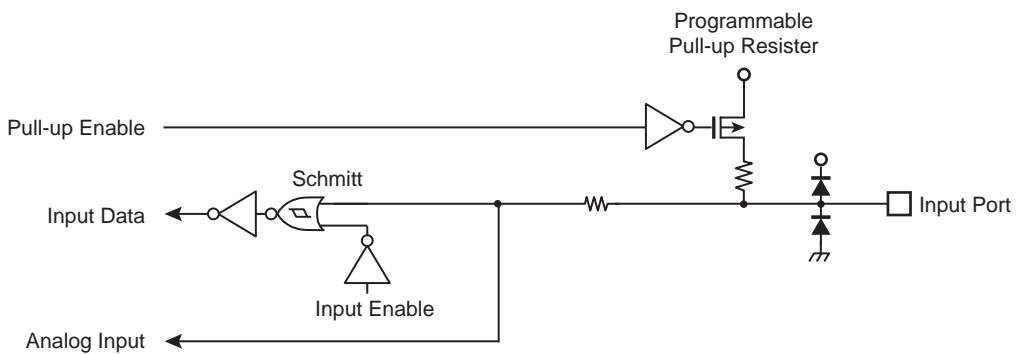 Programmable
Pull-up Resister
Pull-up Enable
Schmitt
Input Data
Input Port
Input Enable
Analog Input